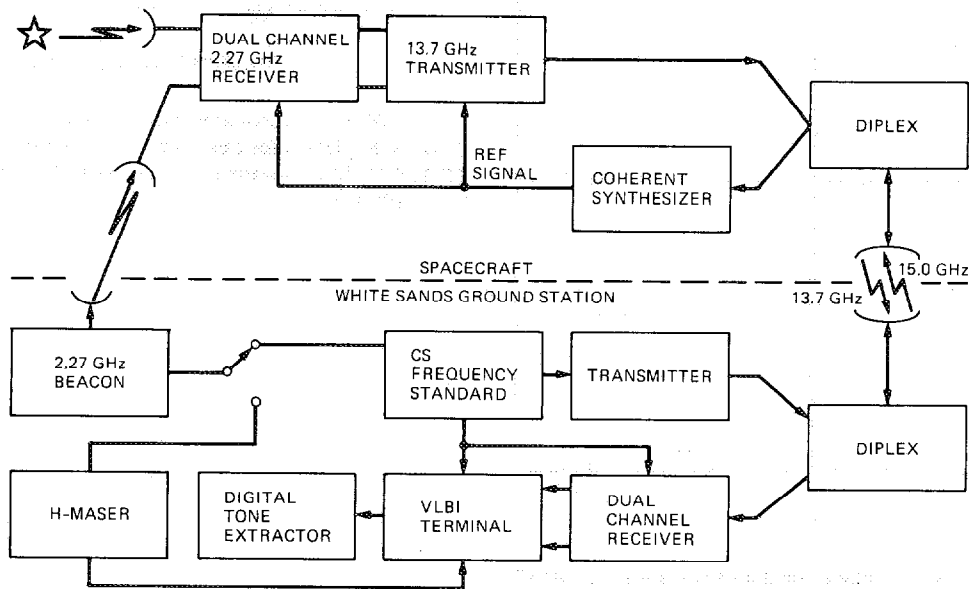 DUAL CHANNEL
2.27 GHz
RECEIVER
13.7 GHz
TRANSMITTER
DIPLEX
REF
SIGNAL
COHERENT
SYNTHESIZER
SPACECRAFT
15.0 GHz
WHITE SANDS GROUND STATION
13.7 GHz
2.27 GHz
BEACON
CS
FREQUENCY
STANDARD
TRANSMITTER
DIPLEX
H-MASER
DIGITAL
TONE
EXTRACTOR
VLBI
TERMINAL
DUAL
CHANNEL
RECEIVER